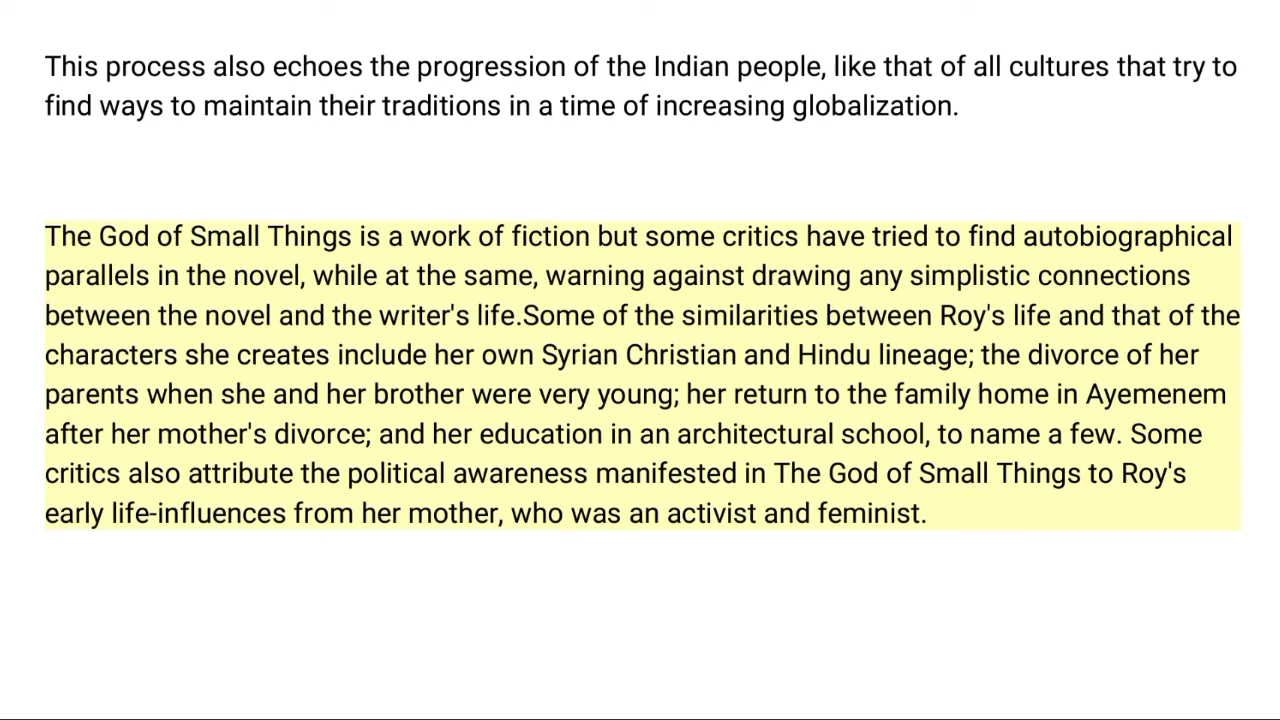 This process also echoes the progression of the Indian people, like that of all cultures that try to
find ways to maintain their traditions in a time of increasing globalization.
The God of Small Things is a work of fiction but some critics have tried to find autobiographical
parallels in the novel, while at the same, warning against drawing any simplistic connections
between the novel and the writer's life.Some of the similarities between Roy's life and that of the
characters she creates include her own Syrian Christian and Hindu lineage; the divorce of her
parents when she and her brother were very young; her return to the family home in Ayemenem
after her mother's divorce; and her education in an architectural school, to name a few. Some
critics also attribute the political awareness manifested in The God of Small Things to Roy's
early life-influences from her mother, who was an activist and feminist.